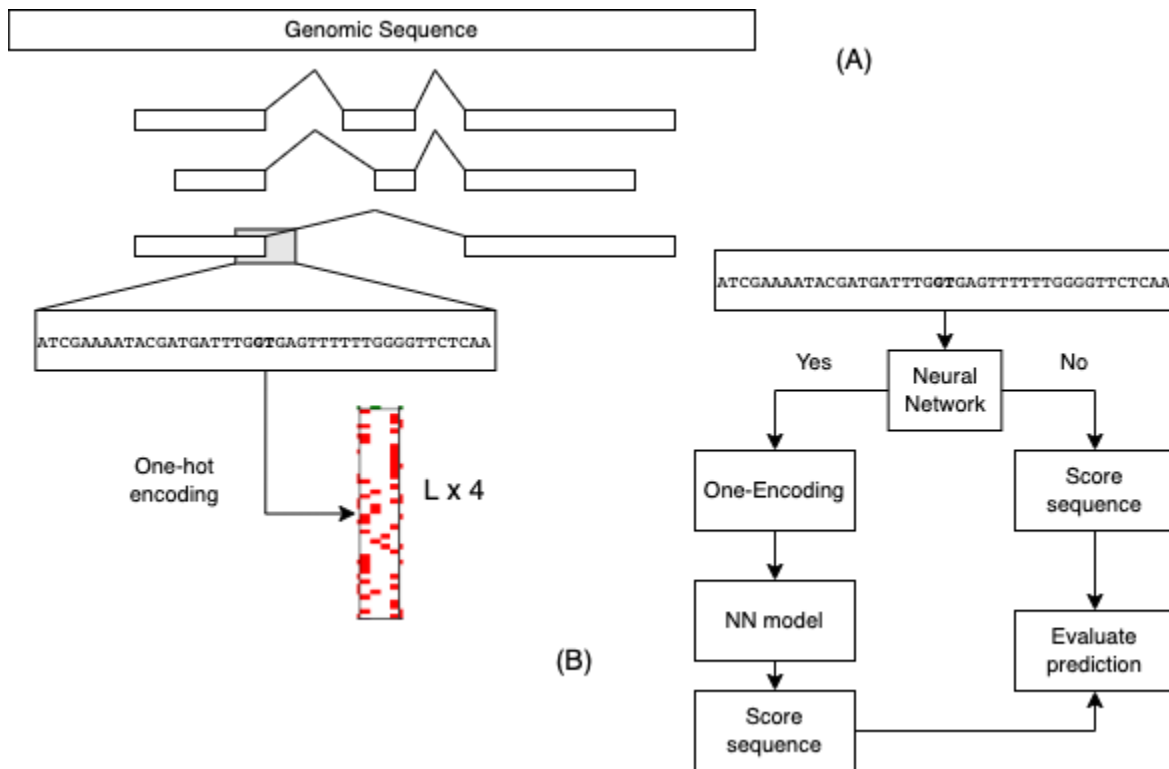 Genomic Sequence
(A)
ATCGAAAATACGATGATTTGGTGAGTTTTTTGGGGTTCTCAA
One-hot
encoding
L x 4
(B)
ATCGAAAATACGATGATTTGGTGAGTTTTTTGGGGTTCTCAA
Yes
No
Neural
Network
One-Encoding
Score
sequence
NN model
Evaluate
prediction
Score
sequence